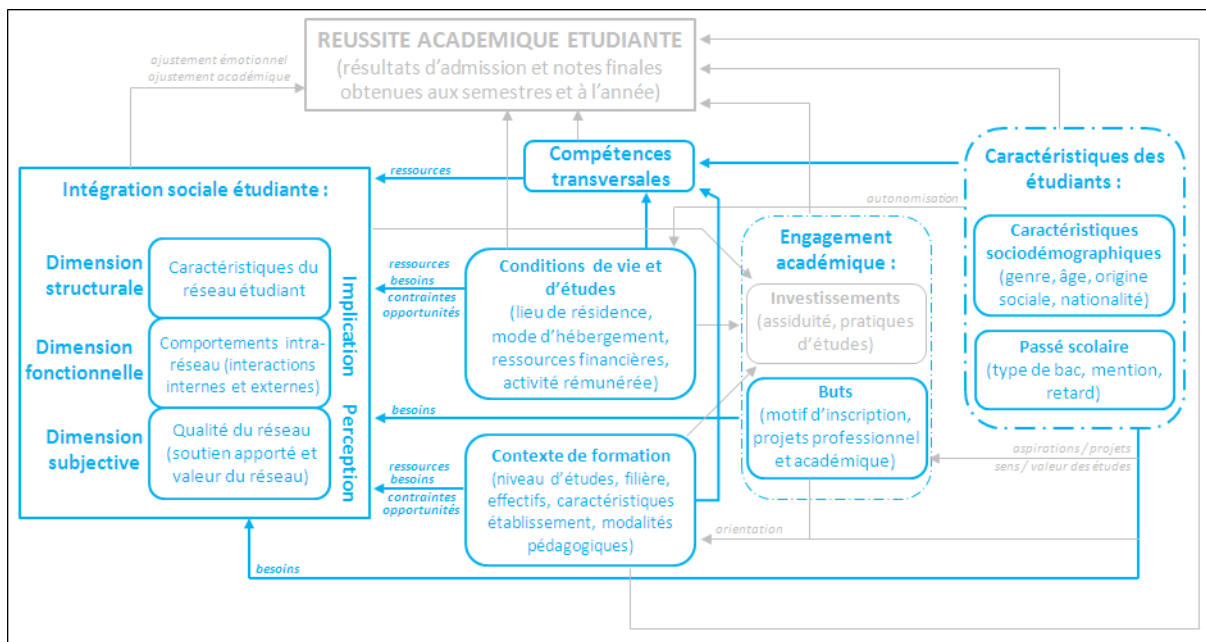 REUSSITE ACADEMIQUE ETUDIANTE
(résultats d'admission et notes finales
obtenues aux semestres et à l'année)
ajustement émotionnel
ajustement académique
Compétences
transversales
ressources
Intégration sociale étudiante :
Dimension
structurale
Caractéristiques du
réseau étudiant
Dimension
fonctionnelle
Comportements intra-
réseau (interactions
internes et externes)
Dimension
subjective
Qualité du réseau
(soutien apporté et
valeur du réseau)
Implication
Perception
ressources
besoins
contraintes
opportunités
Conditions de vie et
d'études
(lieu de résidence,
mode d'hébergement,
ressources financières,
activité rémunérée)
besoins
ressources
besoins
contraintes
opportunités
Contexte de formation
(niveau d'études, filière,
effectifs, caractéristiques
établissement, modalités
pédagogiques)
autonomisation
Engagement
académique :
Investissements
(assiduité, pratiques
d'études)
Buts
(motif d'inscription,
projets professionnel
et académique)
Caractéristiques des
étudiants :
Caractéristiques
sociodémographiques
(genre, âge, origine
sociale, nationalité)
Passé scolaire
(type de bac, mention,
retard)
aspirations / projets
sens / valeur des études
orientation
besoins